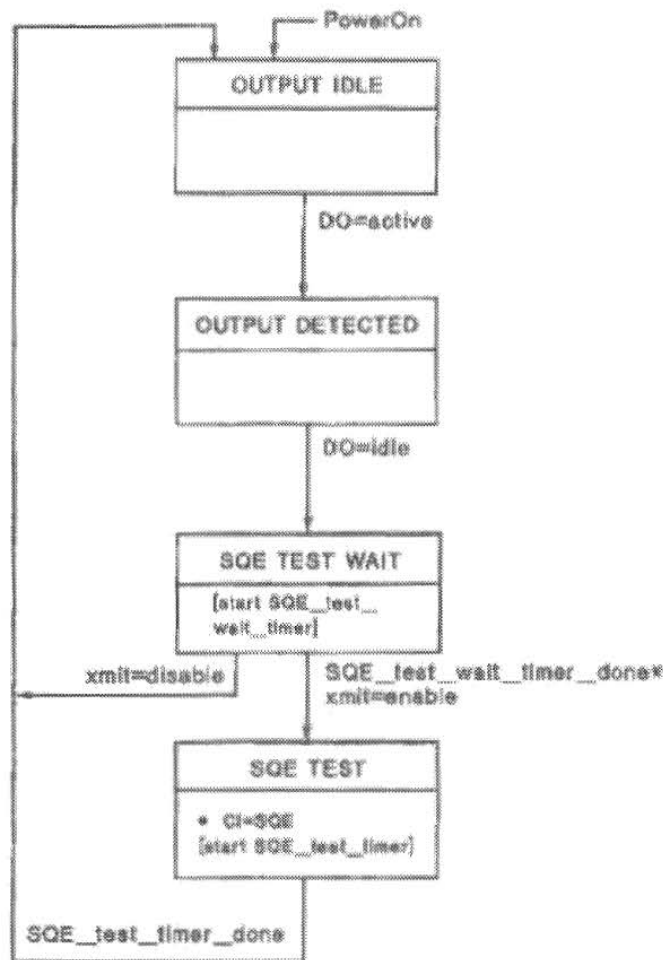 PowerOn
OUTPUT IDLE
DO=active
OUTPUT DETECTED
DO=idle
SQE TEST WAIT
[start SQE_test_
wait_timer]
xmit=disable
SQE_test_wait_timer_done*
xmit=enable
SQE TEST
• CI=SQE
[start SQE_test_timer]
SQE_test_timer_done